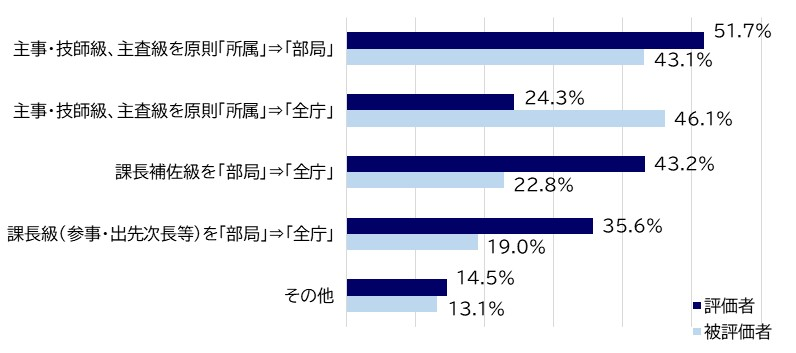 主事・技師級、主査級を原則「所属」⇒「部局」
51.7%
43.1%
主事・技師級、主査級を原則「所属」⇒「全庁」
24.3%
46.1%
課長補佐級を「部局」⇒「全庁」
43.2%
22.8%
課長級（参事・出先次長等）を「部局」⇒「全庁」
35.6%
19.0%
その他
14.5%
13.1%
評価者
被評価者